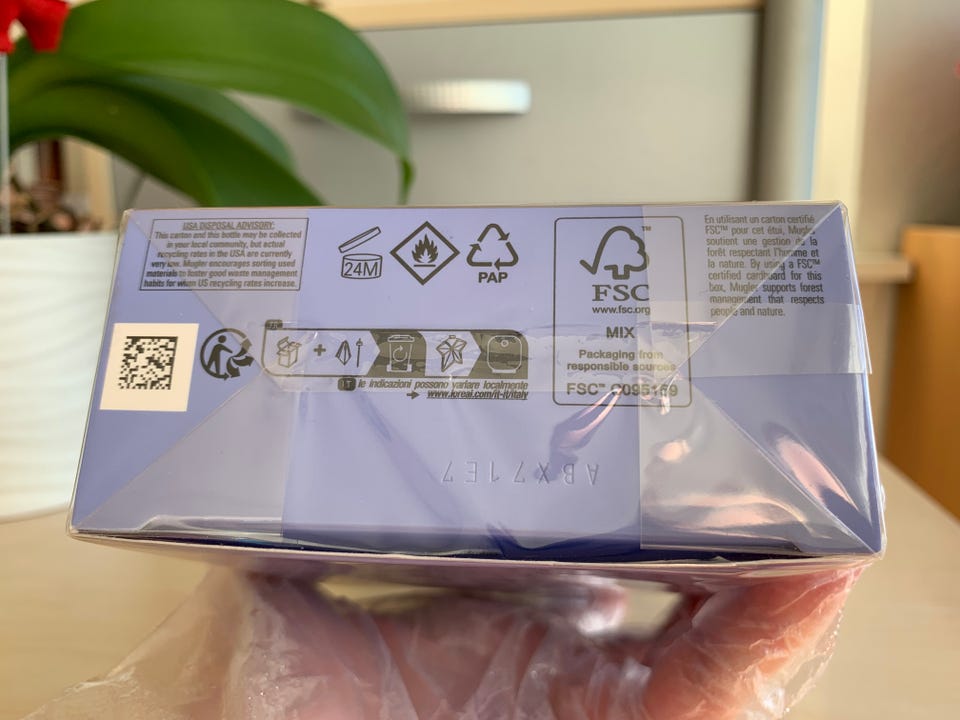 USA DISPOSAL ADVISORY:
This carton and this bottle may be collected
in your local community, but actual
recycling rates in the USA are currently
very low. Mugler encourages sorting used
materials to foster good waste management
habits for when US recycling rates increase.
24M
PAP
FSC™
www.fsc.org
MIX
Packaging from
responsible sources
FSC™ C095169
En utilisant un carton certifié
FSC™ pour cet étui, Mugler
soutient une gestion de la
forêt respectant l'homme et
la nature. By using a FSC™
certified cardboard for this
box, Mugler supports forest
management that respects
people and nature.
FR
+
IT le indicazioni possono variare localmente
www.loreal.com/it-it/italy
ABX71E7